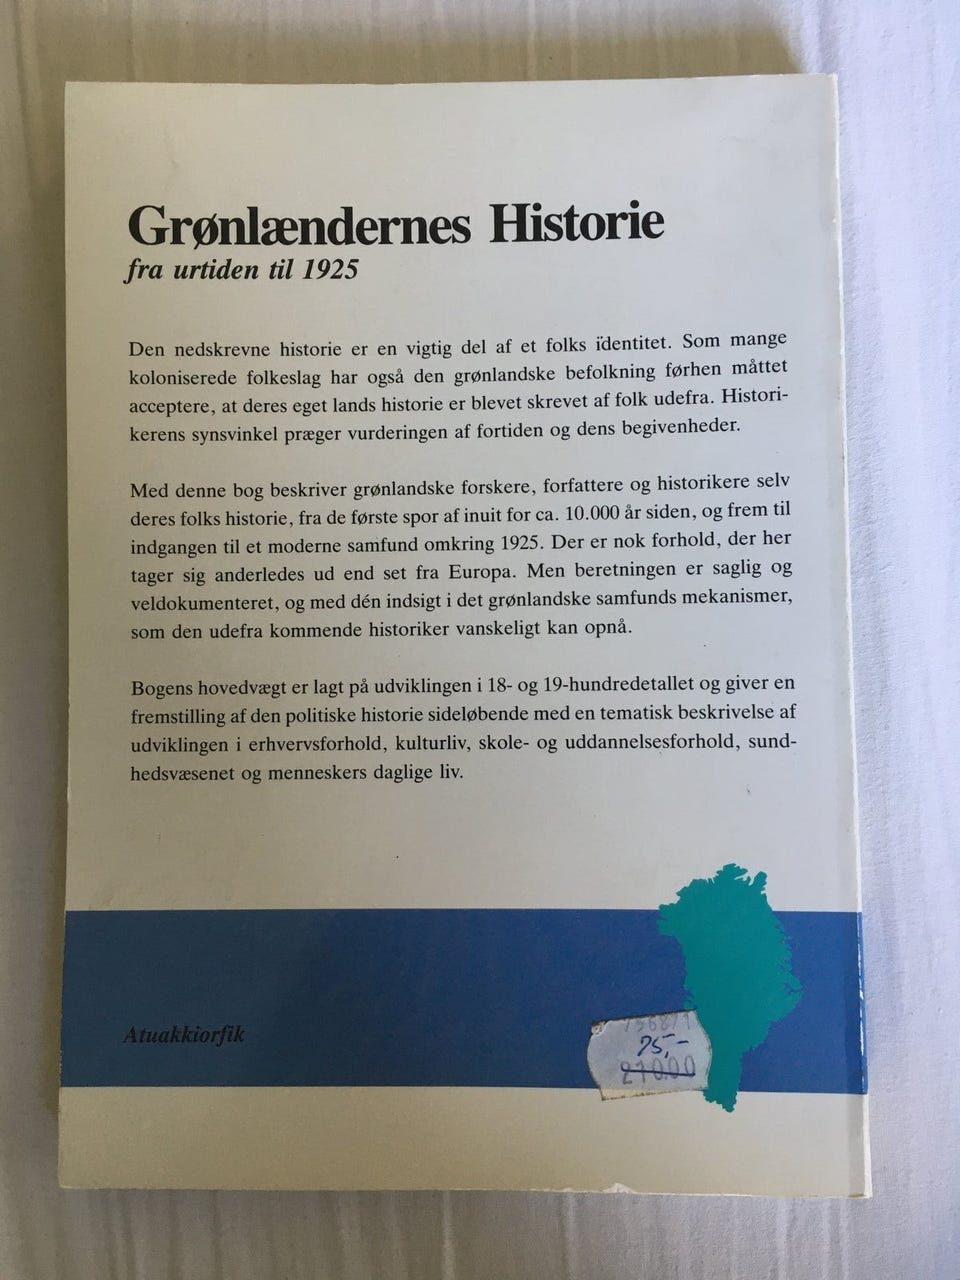 Grønlændernes Historie
fra urtiden til 1925
Den nedskrevne historie er en vigtig del af et folks identitet. Som mange
koloniserede folkeslag har også den grønlandske befolkning førhen måttet
acceptere, at deres eget lands historie er blevet skrevet af folk udefra. Histori-
kerens synsvinkel præger vurderingen af fortiden og dens begivenheder.
Med denne bog beskriver grønlandske forskere, forfattere og historikere selv
deres folks historie, fra de første spor af inuit for ca. 10.000 år siden, og frem til
indgangen til et moderne samfund omkring 1925. Der er nok forhold, der her
tager sig anderledes ud end set fra Europa. Men beretningen er saglig og
veldokumenteret, og med dén indsigt i det grønlandske samfunds mekanismer,
som den udefra kommende historiker vanskeligt kan opnå.
Bogens hovedvægt er lagt på udviklingen i 18- og 19-hundredetallet og giver en
fremstilling af den politiske historie sideløbende med en tematisk beskrivelse af
udviklingen i erhvervsforhold, kulturliv, skole- og uddannelsesforhold, sund-
hedsvæsenet og menneskers daglige liv.
Atuakkiorfik
75,-
210.00